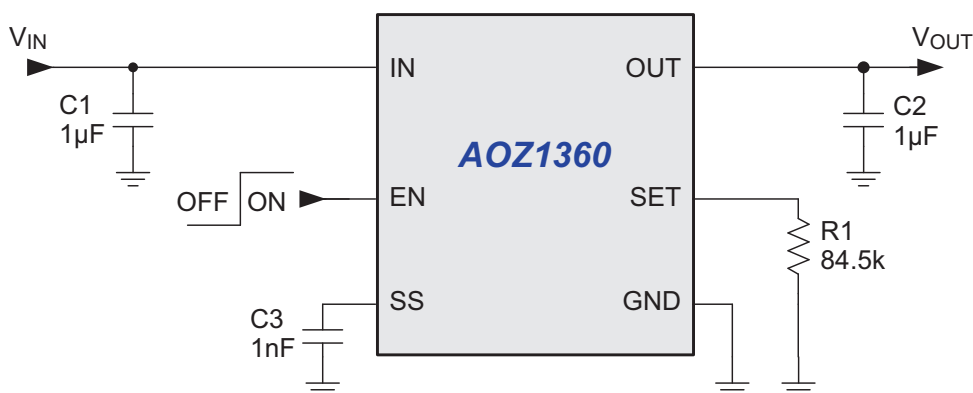 VIN
VOUT
IN
OUT
C1
1µF
C2
1µF
AOZ1360
OFF
ON
EN
SET
R1
84.5k
SS
GND
C3
1nF